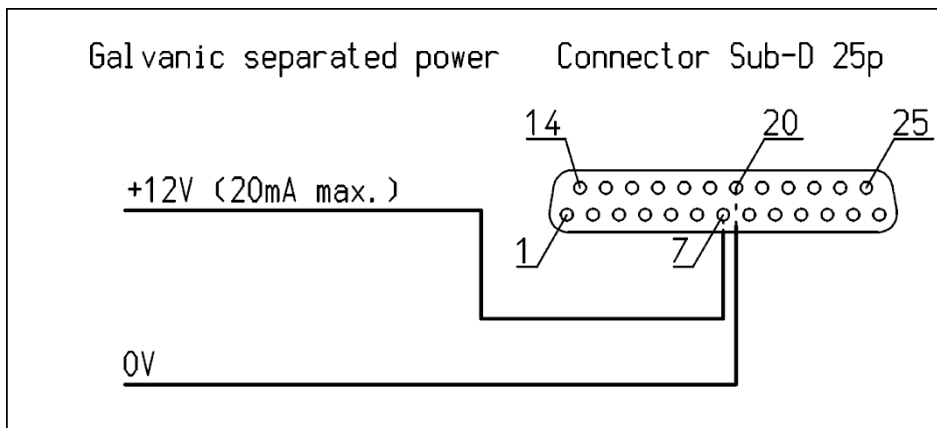 Galvanic separated power
Connector Sub-D 25p
14
20
25
+12V (20mA max.)
1
7
0V